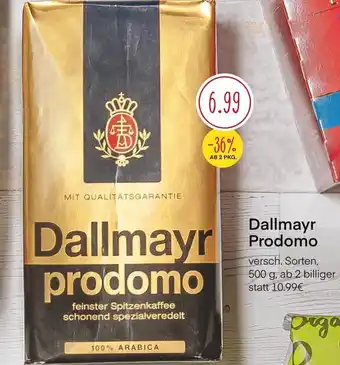 6.99
-36%
AB 2 PKG.
MIT QUALITÄTSGARANTIE
Dallmayr
prodomo
feinster Spitzenkaffee
schonend spezialveredelt
100% ARABICA
Dallmayr
Prodomo
versch. Sorten,
500 g, ab 2 billiger
statt 10.99€